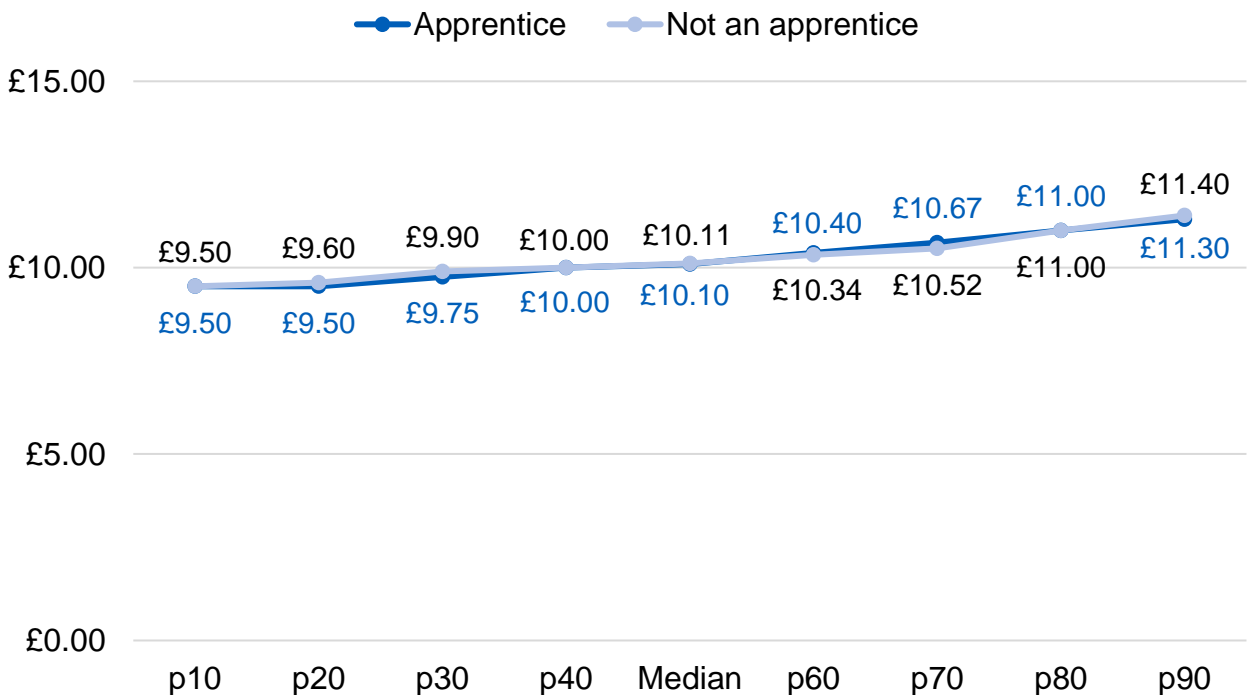 Apprentice Not an apprentice
£15.00
£11.40
£10.67 £11.00
£10.40
£9.50 £9.60 £9.90 £10.00 £10.11
£10.00
£9.50 £9.50 £9.75 £10.00 £10.10 £10.34 £10.52 £11.00 £11.30
£5.00
£0.00
p10 p20 p30 p40 Median p60 p70 p80 p90